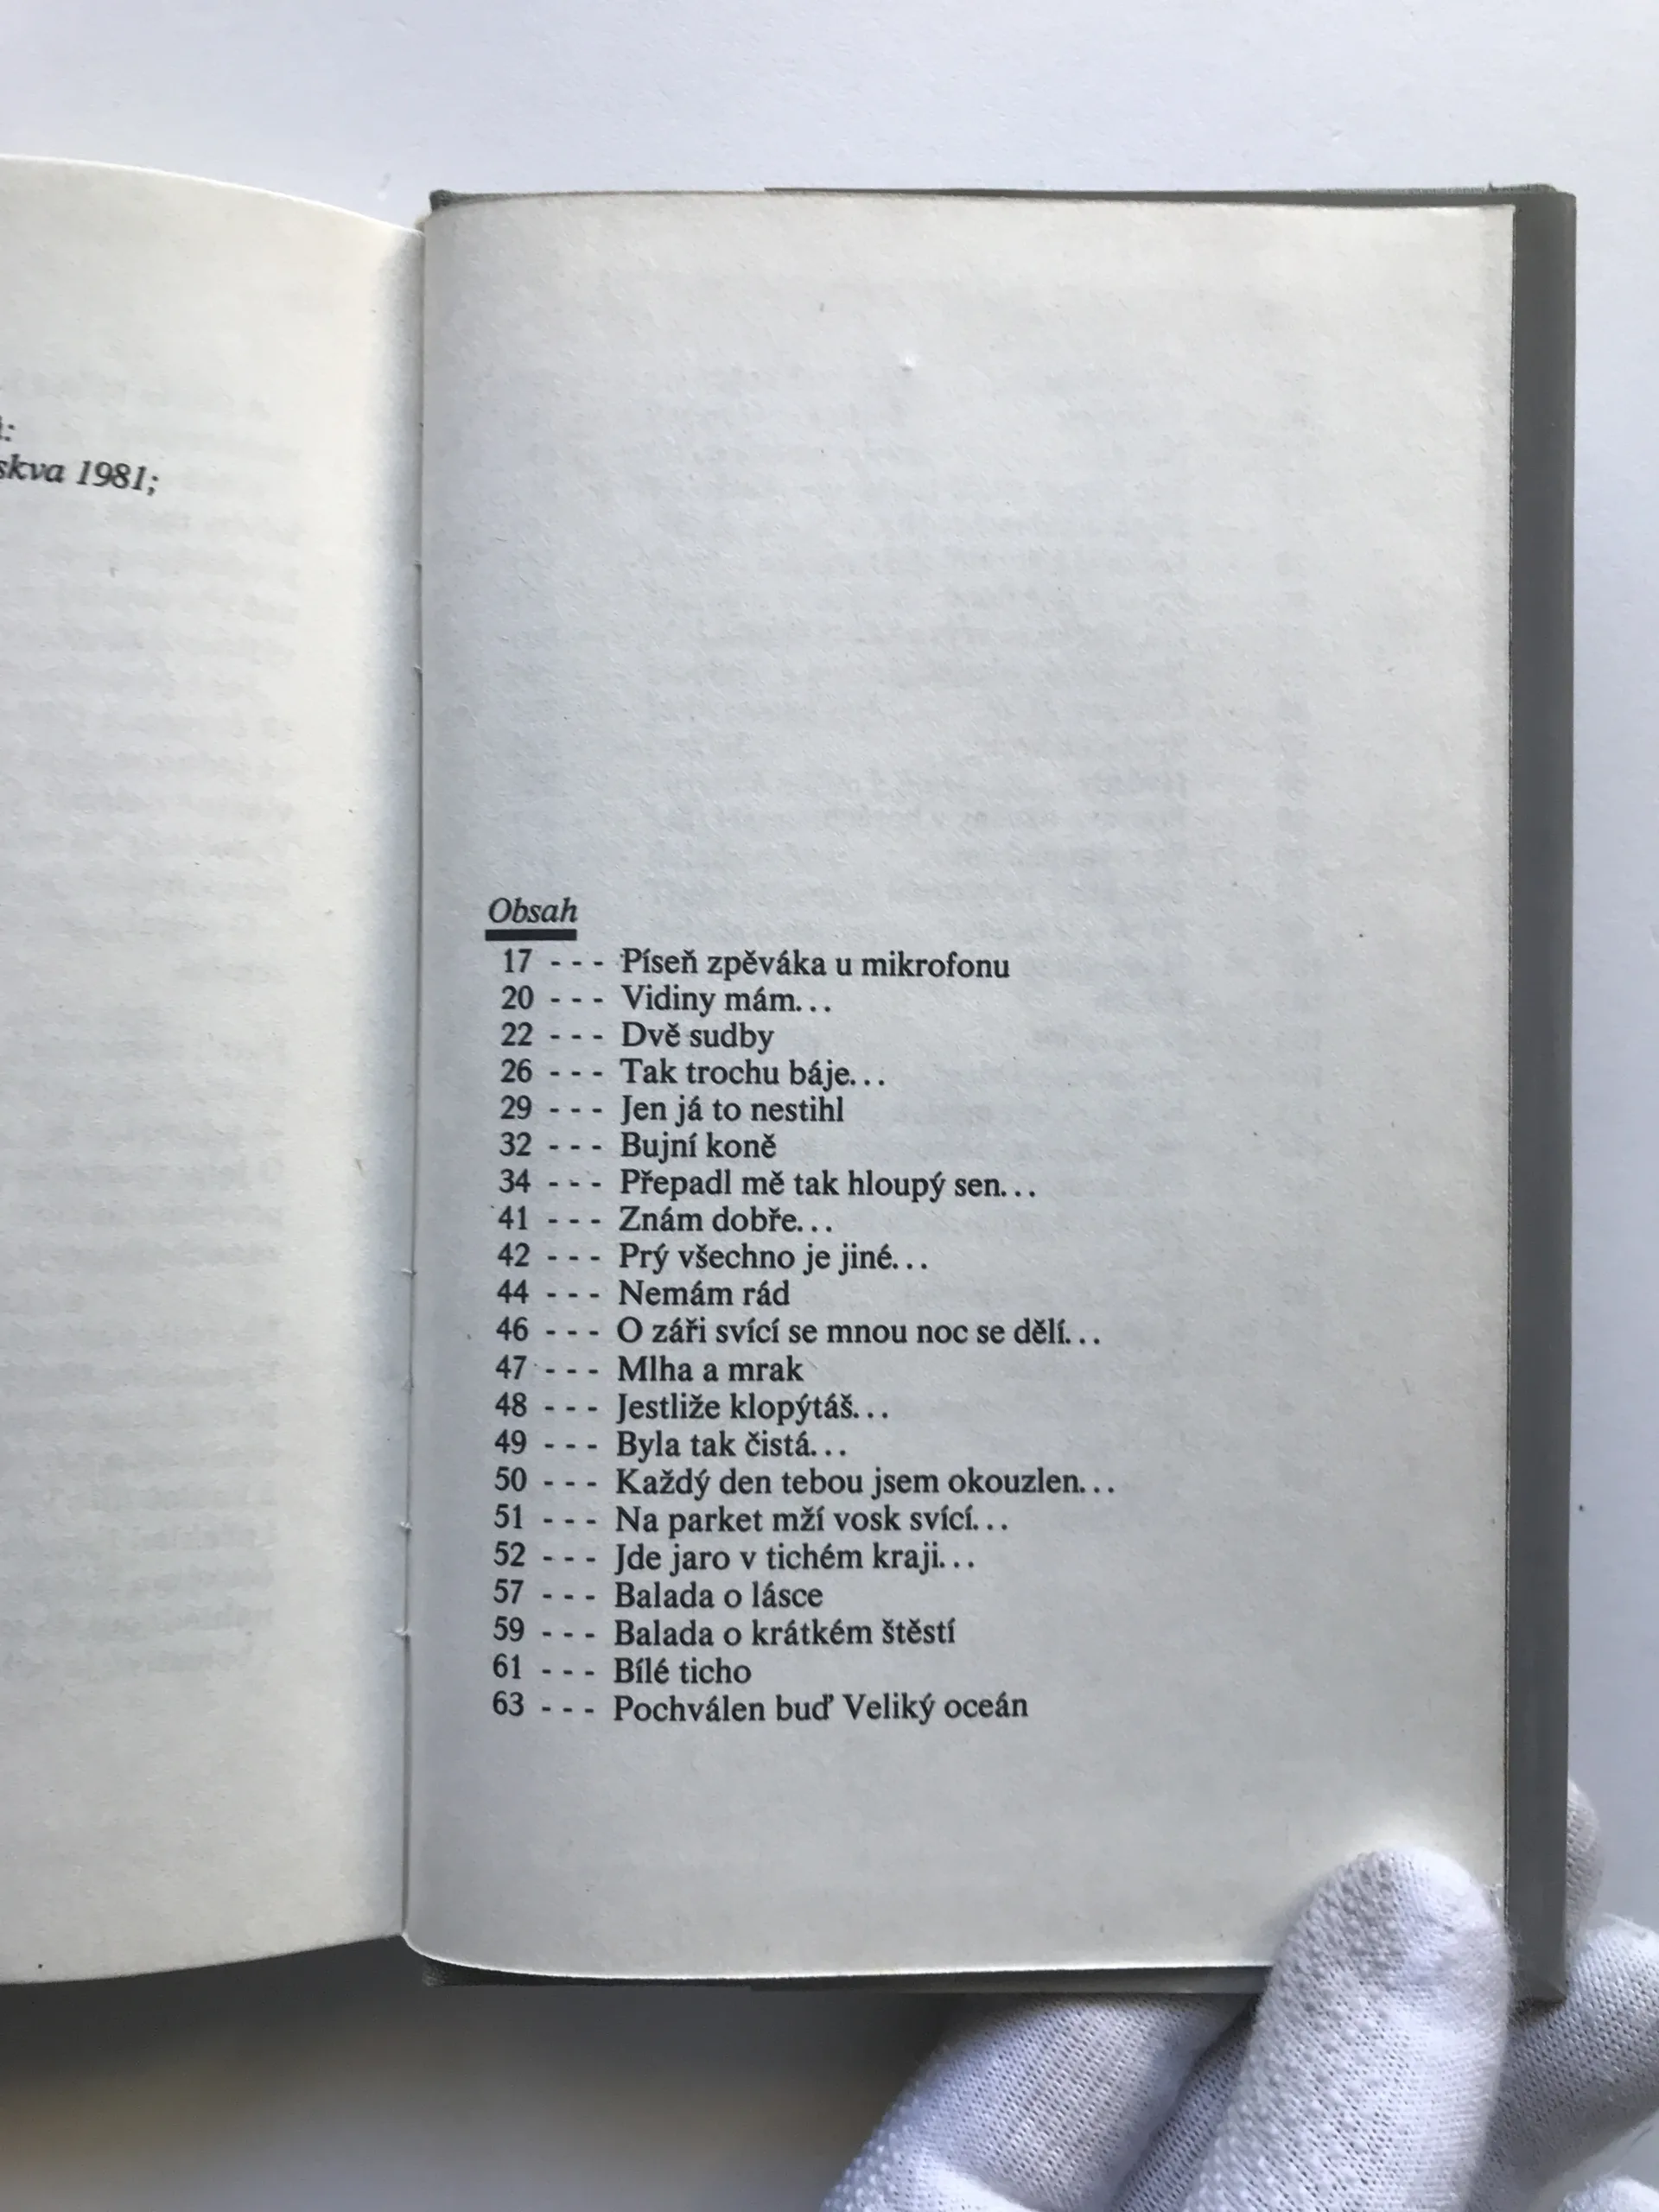 skva 1981;
Obsah
17 --- Píseň zpěváka u mikrofonu
20 --- Vidiny mám...
22 --- Dvě sudby
26 --- Tak trochu báje...
29 --- Jen já to nestihl
32 --- Bujní koně
34 --- Přepadl mě tak hloupý sen...
41 --- Znám dobře...
42 --- Prý všechno je jiné...
44 --- Nemám rád
46 --- O záři svící se mnou noc se dělí...
47 --- Mlha a mrak
48 --- Jestliže klopýtáš...
49 --- Byla tak čistá...
50 --- Každý den tebou jsem okouzlen...
51 --- Na parket mží vosk svící...
52 --- Jde jaro v tichém kraji...
57 --- Balada o lásce
59 --- Balada o krátkém štěstí
61 --- Bílé ticho
63 --- Pochválen buď Veliký oceán